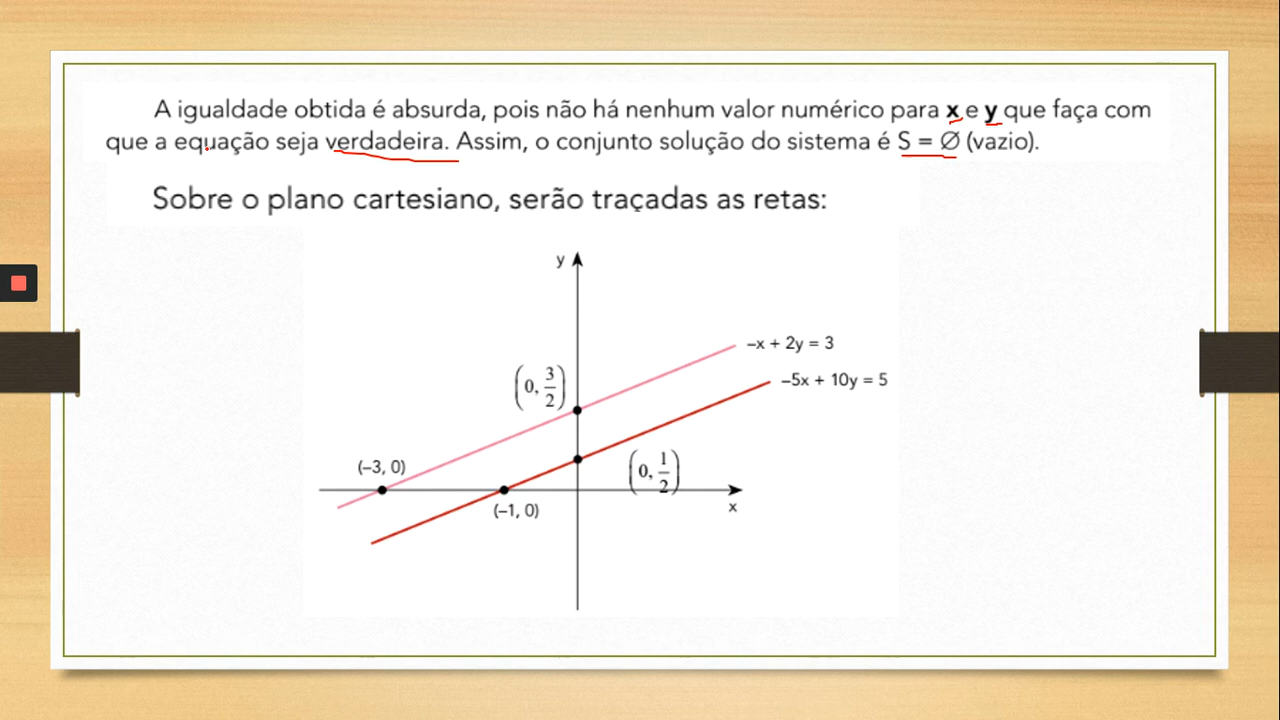 A igualdade obtida é absurda, pois não há nenhum valor numérico para x e y que faça com
que a equação seja verdadeira. Assim, o conjunto solução do sistema é S = Ø (vazio).
Sobre o plano cartesiano, serão traçadas as retas:
y
–x + 2y = 3
(0, 3/2)
–5x + 10y = 5
(–3, 0)
(0, 1/2)
(–1, 0)
x